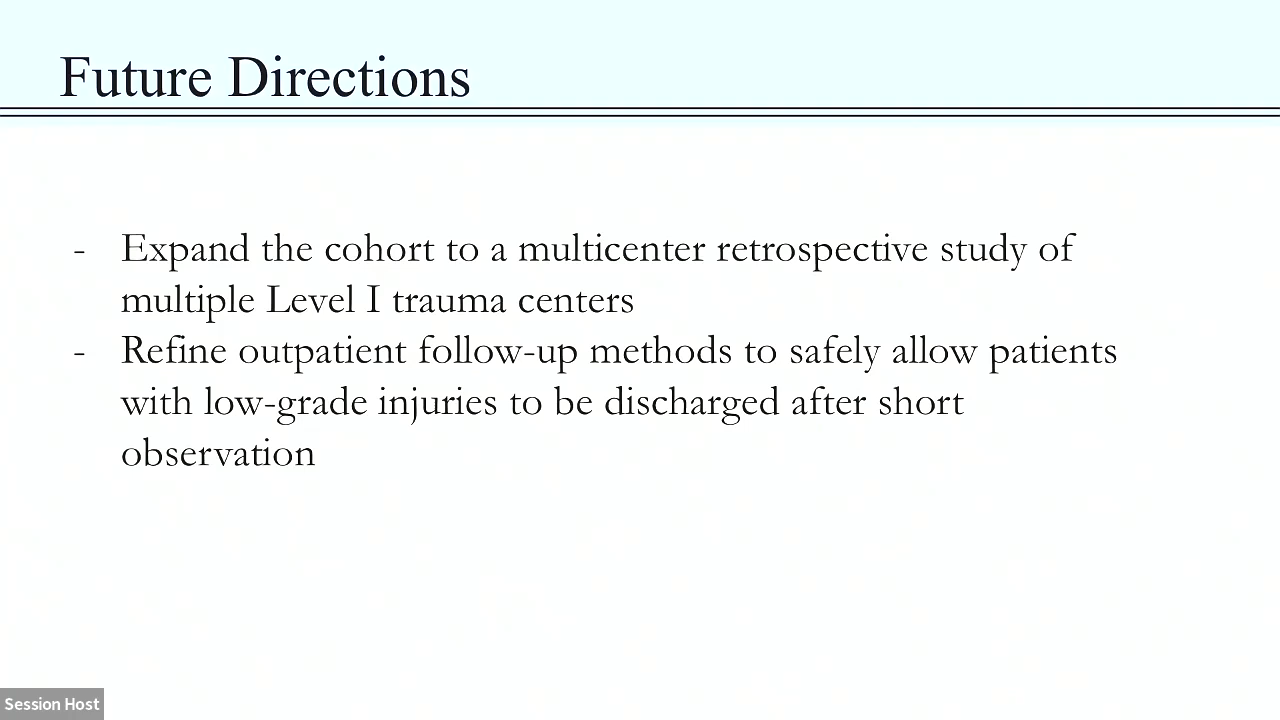 Future Directions
- Expand the cohort to a multicenter retrospective study of
multiple Level I trauma centers
- Refine outpatient follow-up methods to safely allow patients
with low-grade injuries to be discharged after short
observation
Session Host